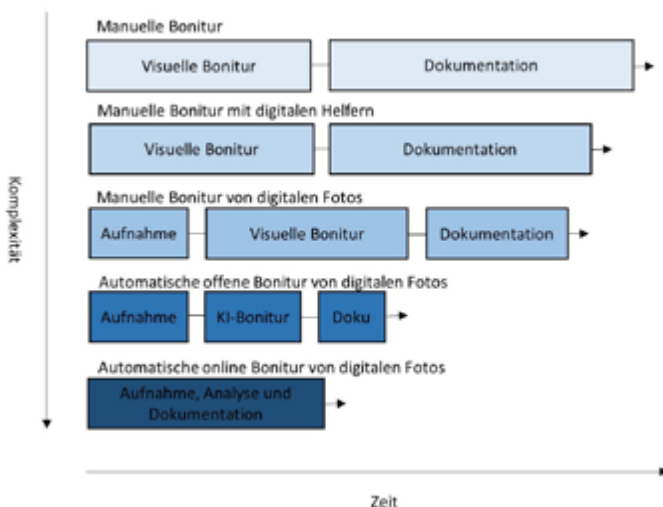 Manuelle Bonitur
Visuelle Bonitur
Dokumentation
Manuelle Bonitur mit digitalen Helfern
Visuelle Bonitur
Dokumentation
Manuelle Bonitur von digitalen Fotos
Aufnahme
Visuelle Bonitur
Dokumentation
Automatische offene Bonitur von digitalen Fotos
Aufnahme
KI-Bonitur
Doku
Automatische online Bonitur von digitalen Fotos
Aufnahme, Analyse und
Dokumentation
Komplexität
Zeit